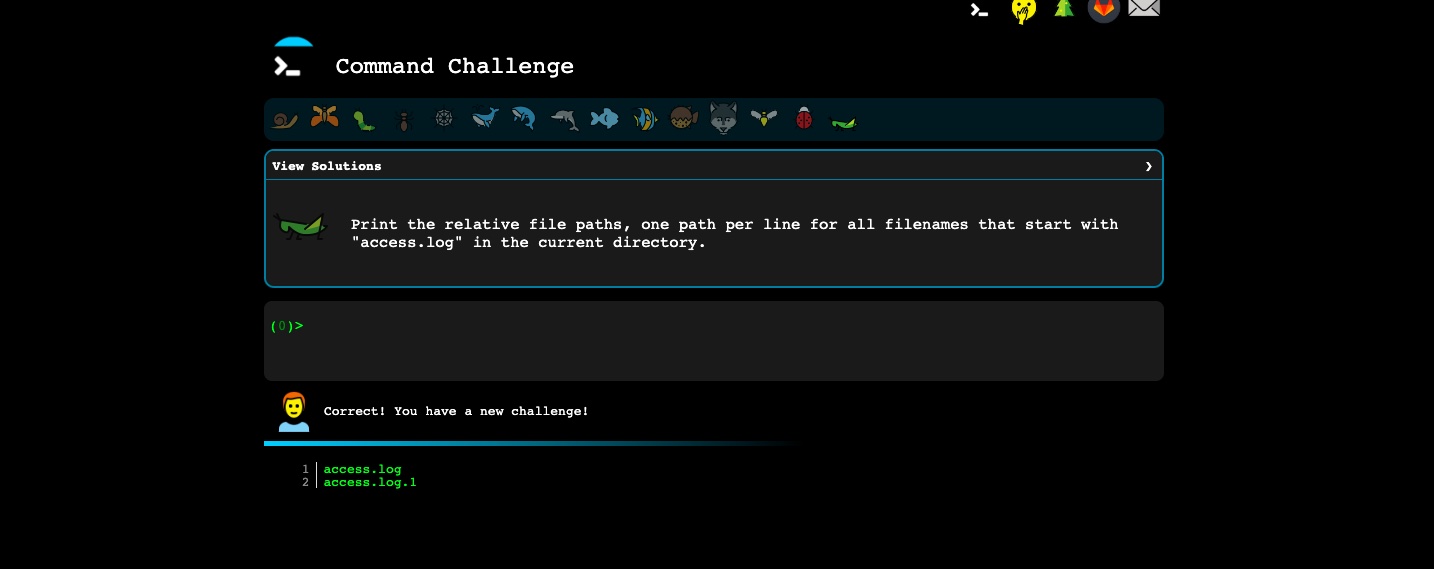 Command Challenge
View Solutions
Print the relative file paths, one path per line for all filenames that start with
"access.log" in the current directory.
(0)>
Correct! You have a new challenge!
1 access.log
2 access.log.1